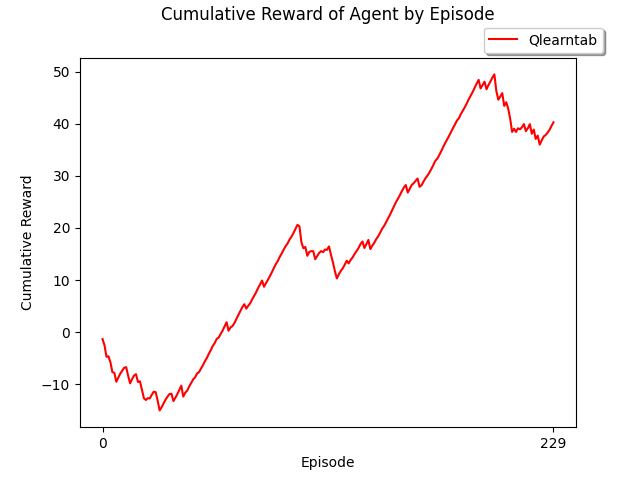 Cumulative Reward of Agent by Episode
Qlearntab
50
40
30
20
10
0
−10
Cumulative Reward
0
229
Episode